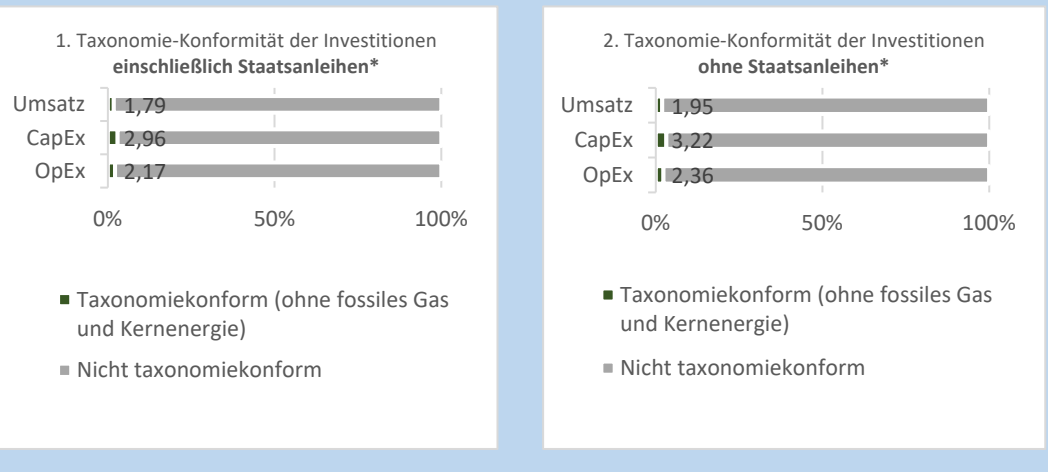 1. Taxonomie-Konformität der Investitionen
einschließlich Staatsanleihen*
Umsatz 1,79
CapEx 2,96
OpEx 2,17
0% 50% 100%
Taxonomiekonform (ohne fossiles Gas
und Kernenergie)
Nicht taxonomiekonform
2. Taxonomie-Konformität der Investitionen
ohne Staatsanleihen*
Umsatz 1,95
CapEx 3,22
OpEx 2,36
0% 50% 100%
Taxonomiekonform (ohne fossiles Gas
und Kernenergie)
Nicht taxonomiekonform